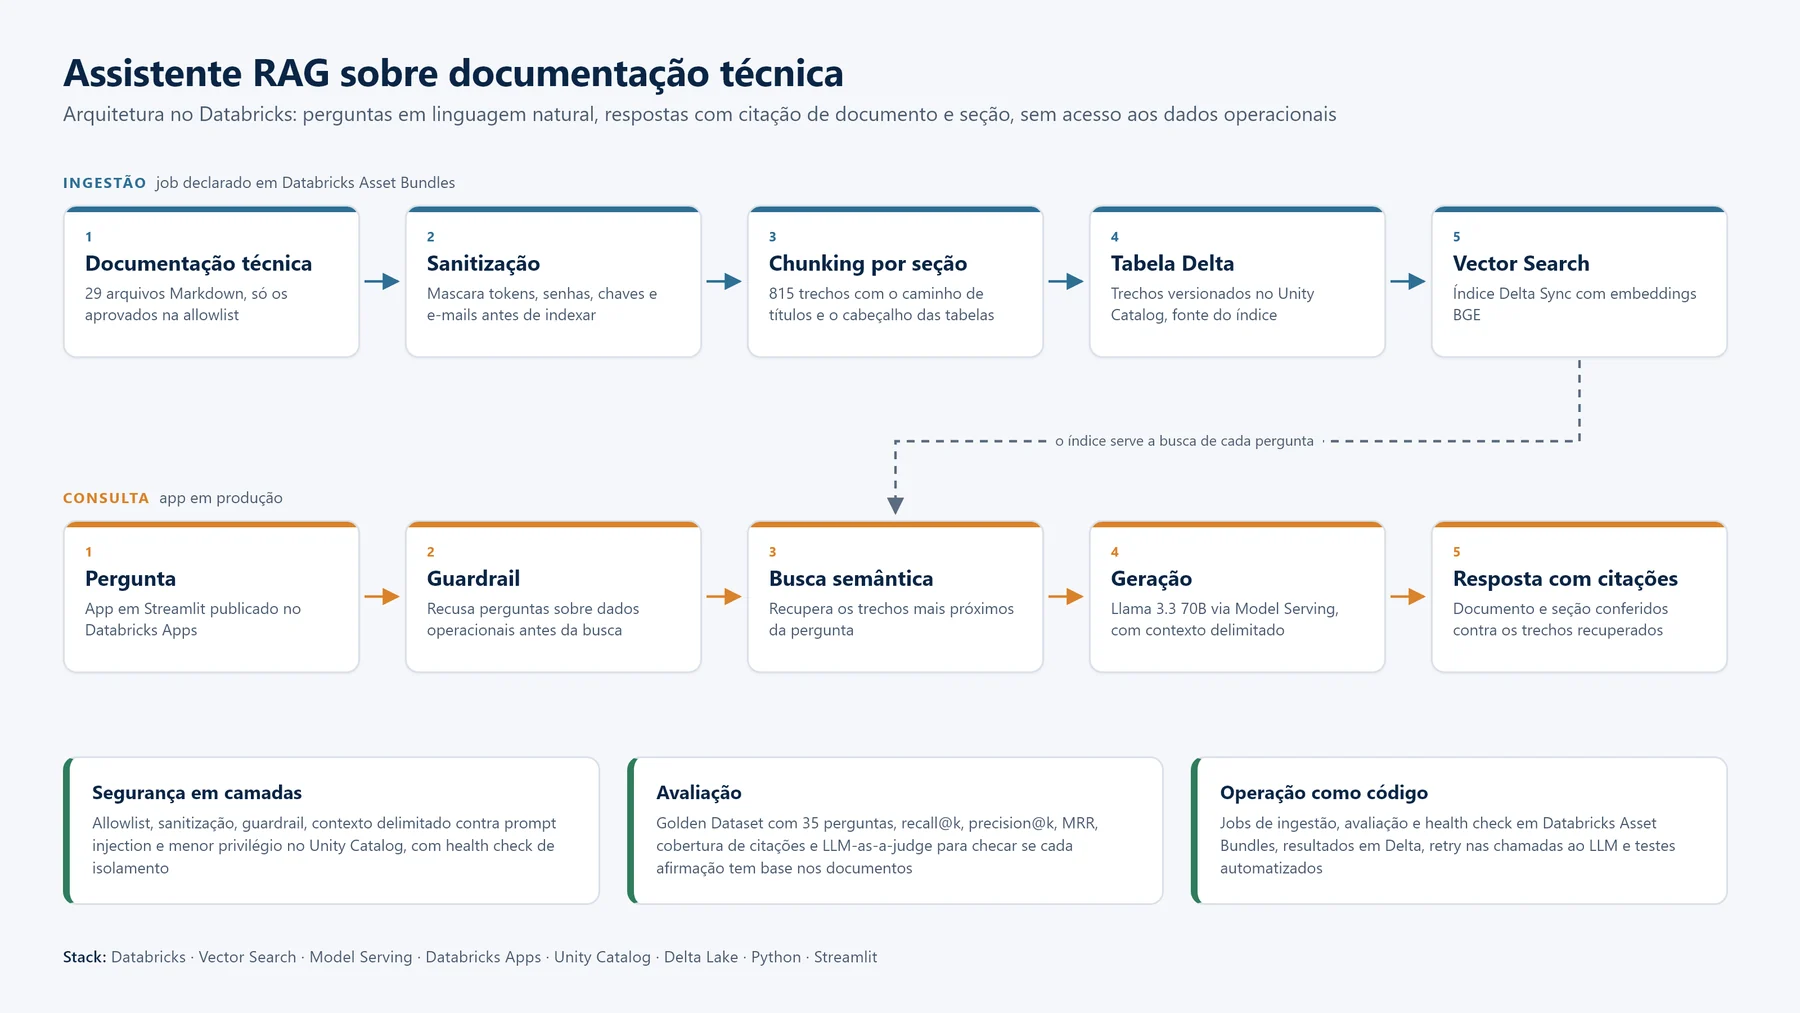 Assistente RAG sobre documentação técnica
Arquitetura no Databricks: perguntas em linguagem natural, respostas com citação de documento e seção, sem acesso aos dados operacionais
INGESTÃO job declarado em Databricks Asset Bundles
1
Documentação técnica
29 arquivos Markdown, só os
aprovados na allowlist
2
Sanitização
Mascara tokens, senhas, chaves e
e-mails antes de indexar
3
Chunking por seção
815 trechos com o caminho de
títulos e o cabeçalho das tabelas
4
Tabela Delta
Trechos versionados no Unity
Catalog, fonte do índice
5
Vector Search
Índice Delta Sync com embeddings
BGE
o índice serve a busca de cada pergunta
CONSULTA app em produção
1
Pergunta
App em Streamlit publicado no
Databricks Apps
2
Guardrail
Recusa perguntas sobre dados
operacionais antes da busca
3
Busca semântica
Recupera os trechos mais próximos
da pergunta
4
Geração
Llama 3.3 70B via Model Serving,
com contexto delimitado
5
Resposta com citações
Documento e seção conferidos
contra os trechos recuperados
Segurança em camadas
Allowlist, sanitização, guardrail, contexto delimitado contra prompt
injection e menor privilégio no Unity Catalog, com health check de
isolamento
Avaliação
Golden Dataset com 35 perguntas, recall@k, precision@k, MRR,
cobertura de citações e LLM-as-a-judge para checar se cada
afirmação tem base nos documentos
Operação como código
Jobs de ingestão, avaliação e health check em Databricks Asset
Bundles, resultados em Delta, retry nas chamadas ao LLM e testes
automatizados
Stack: Databricks · Vector Search · Model Serving · Databricks Apps · Unity Catalog · Delta Lake · Python · Streamlit